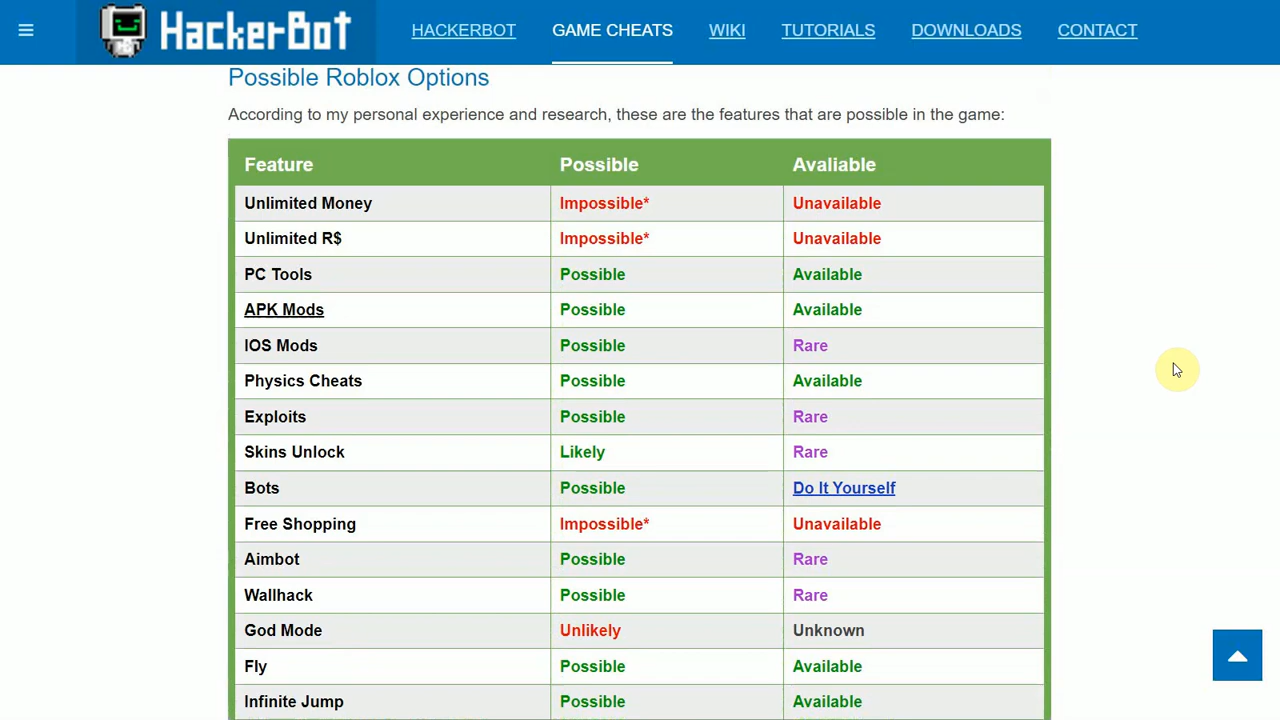 HackerBot HACKERBOT GAME CHEATS WIKI TUTORIALS DOWNLOADS CONTACT
Possible Roblox Options
According to my personal experience and research, these are the features that are possible in the game:
Feature Possible Avaliable
Unlimited Money Impossible* Unavailable
Unlimited R$ Impossible* Unavailable
PC Tools Possible Available
APK Mods Possible Available
IOS Mods Possible Rare
Physics Cheats Possible Available
Exploits Possible Rare
Skins Unlock Likely Rare
Bots Possible Do It Yourself
Free Shopping Impossible* Unavailable
Aimbot Possible Rare
Wallhack Possible Rare
God Mode Unlikely Unknown
Fly Possible Available
Infinite Jump Possible Available